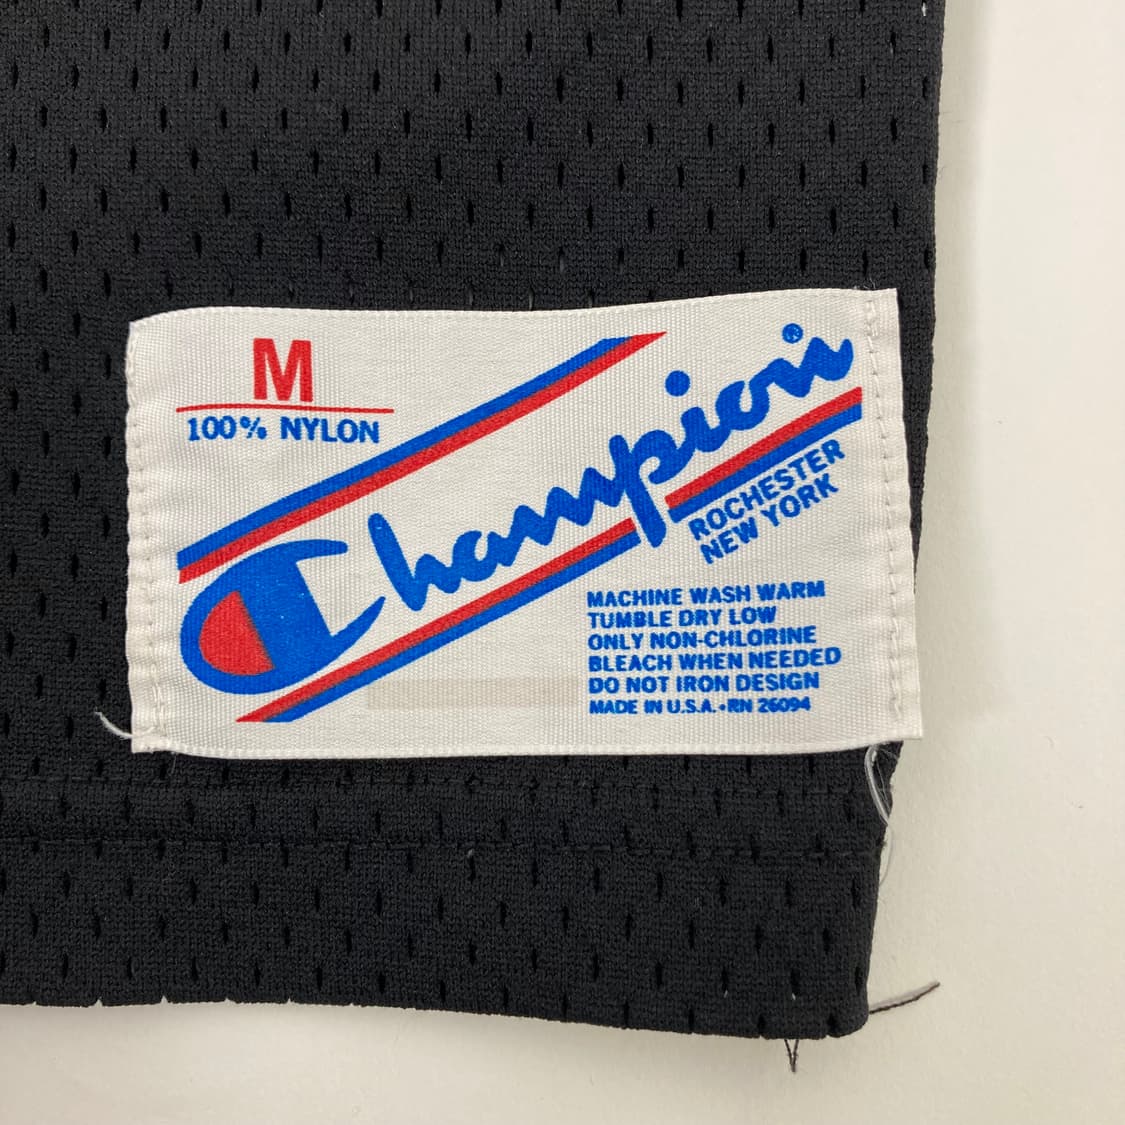 M
100% NYLON
Champion
ROCHESTER
NEW YORK
MACHINE WASH WARM
TUMBLE DRY LOW
ONLY NON-CHLORINE
BLEACH WHEN NEEDED
DO NOT IRON DESIGN
MADE IN U.S.A.•RN 26094